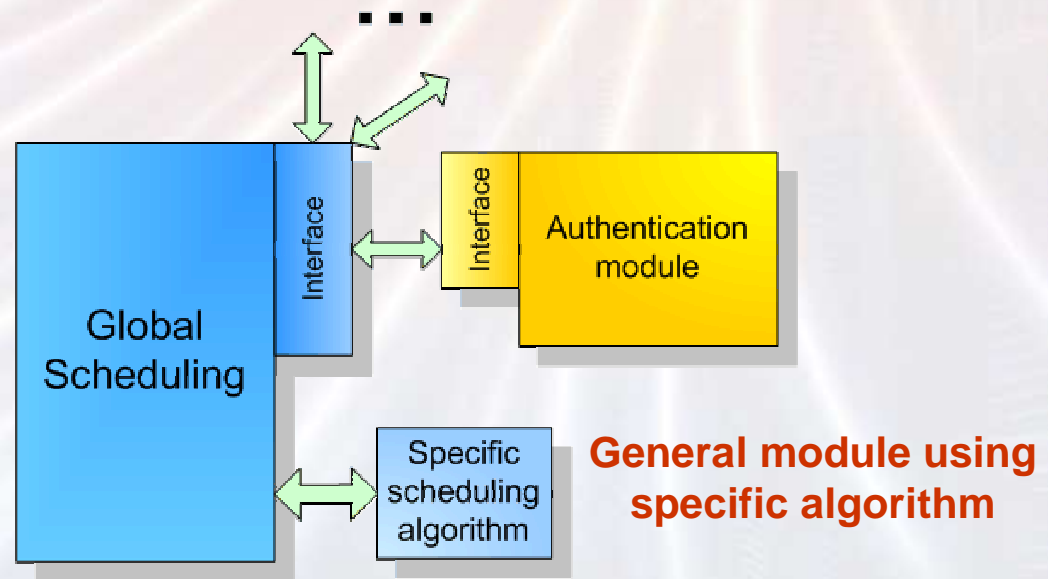 ...
Interface
Interface
Authentication
module
Global
Scheduling
Specific
scheduling
algorithm
General module using
specific algorithm